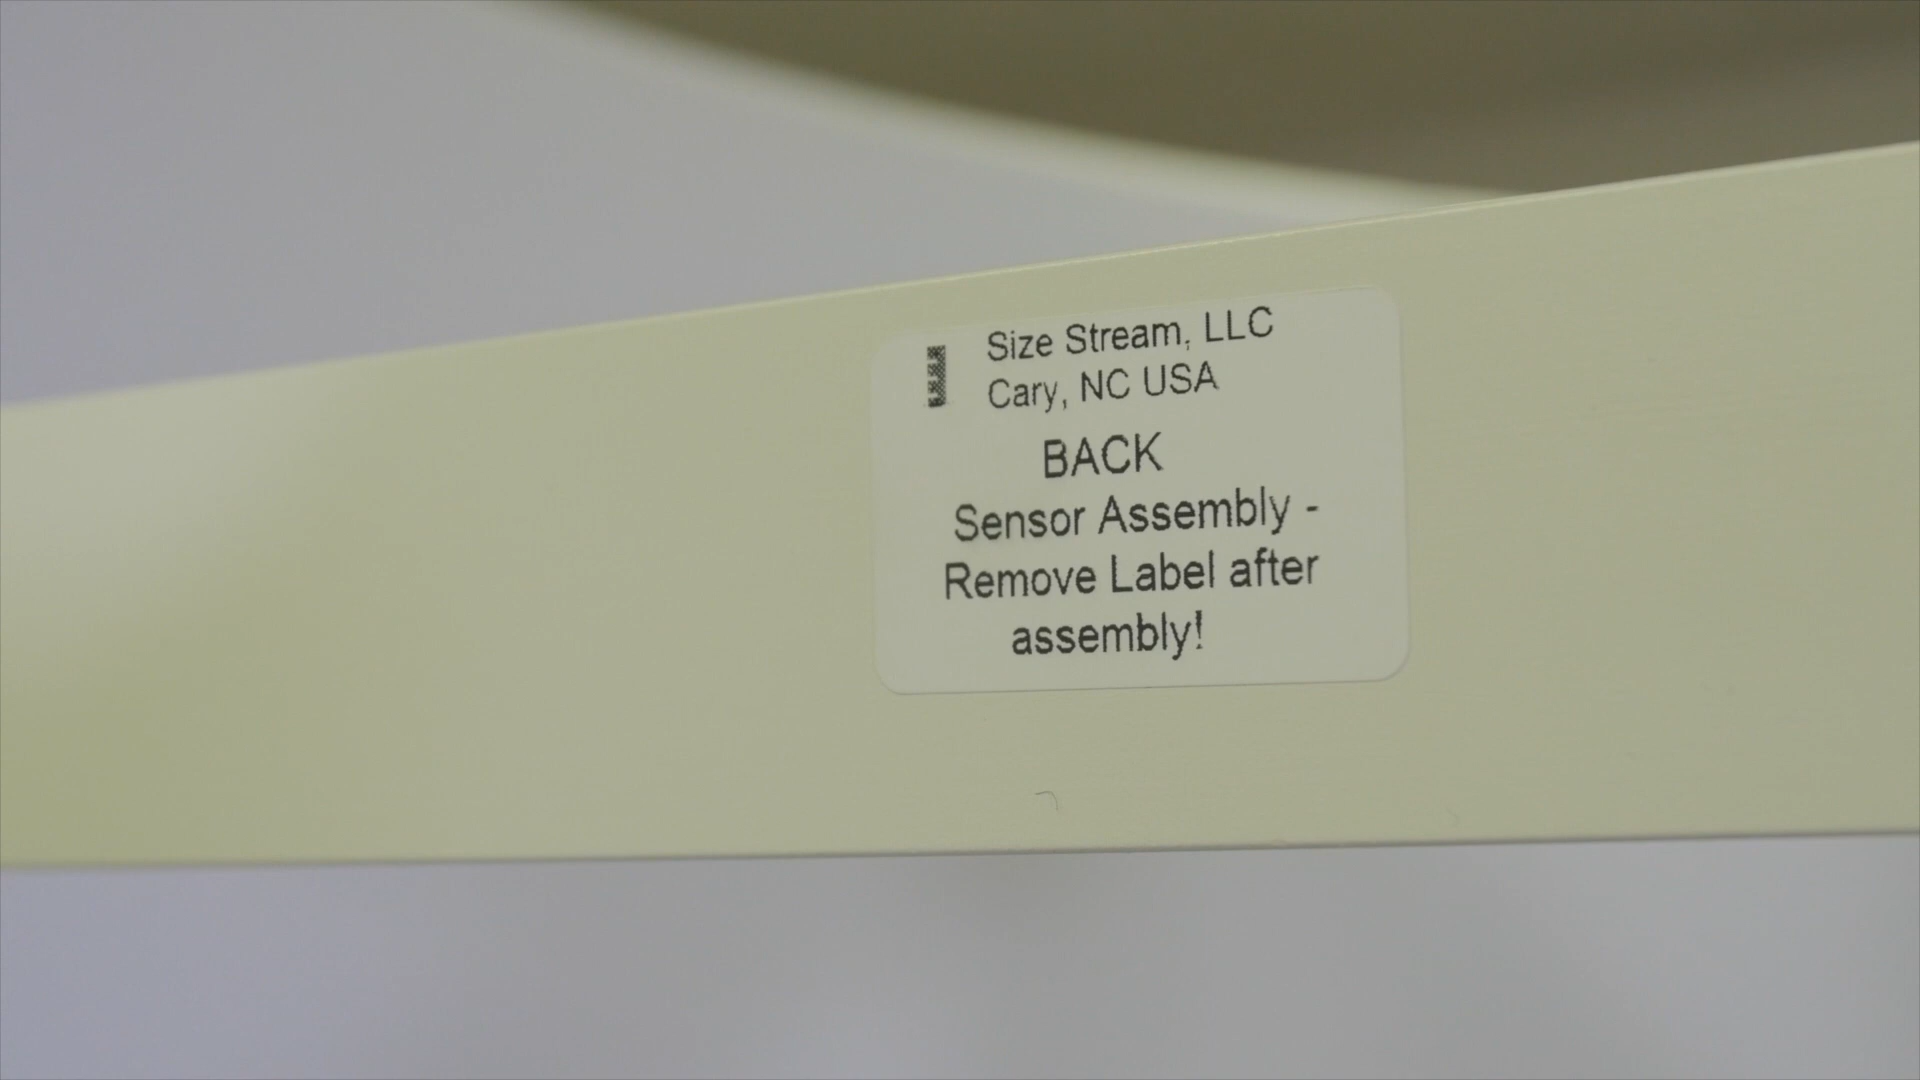 Size Stream, LLC
Cary, NC USA
BACK
Sensor Assembly -
Remove Label after
assembly!